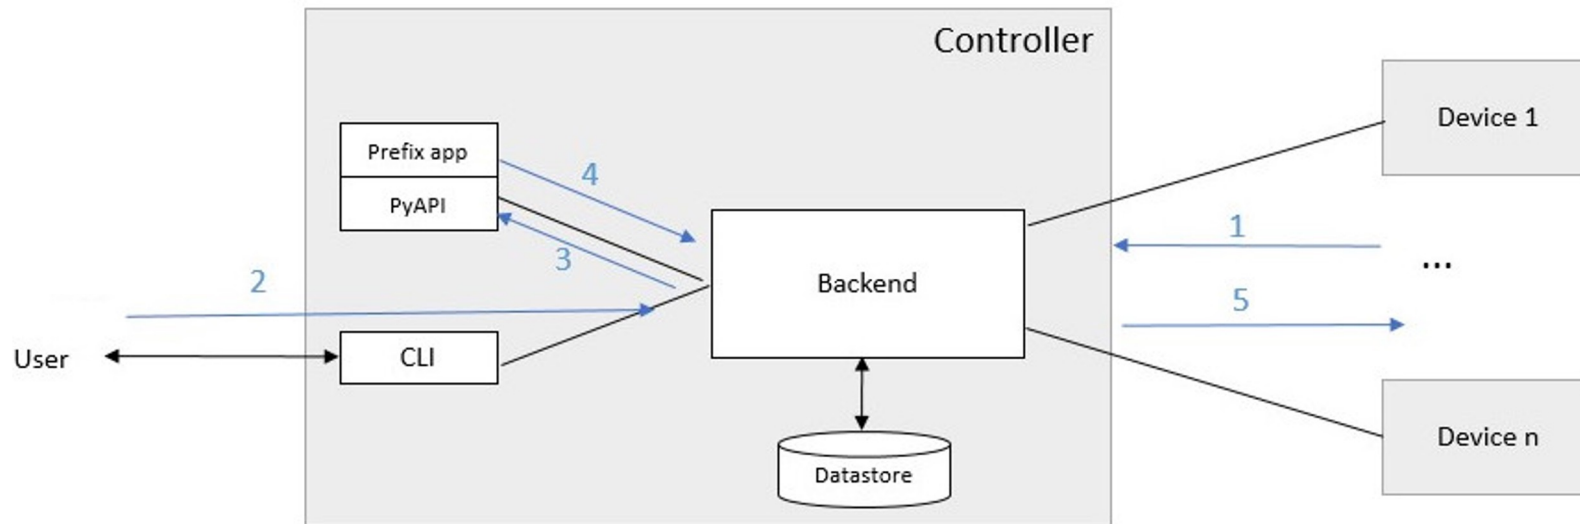 Controller
Device 1
Prefix app
4
PyAPI
1
3
...
2
Backend
5
User
CLI
Device n
Datastore